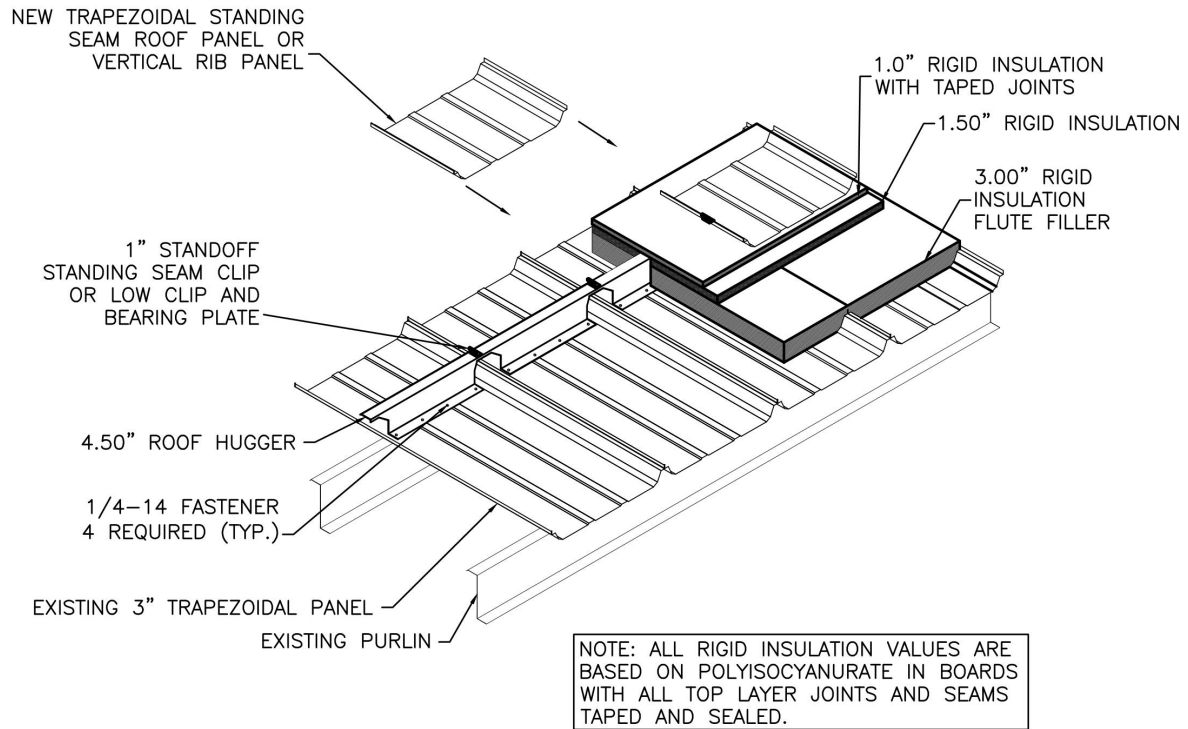 NEW TRAPEZOIDAL STANDING
SEAM ROOF PANEL OR
VERTICAL RIB PANEL
1.0” RIGID INSULATION
WITH TAPED JOINTS
1.50” RIGID INSULATION
3.00” RIGID
INSULATION
FLUTE FILLER
1” STANDOFF
STANDING SEAM CLIP
OR LOW CLIP AND
BEARING PLATE
4.50” ROOF HUGGER
1/4–14 FASTENER
4 REQUIRED (TYP.)
EXISTING 3” TRAPEZOIDAL PANEL
EXISTING PURLIN
NOTE: ALL RIGID INSULATION VALUES ARE
BASED ON POLYISOCYANURATE IN BOARDS
WITH ALL TOP LAYER JOINTS AND SEAMS
TAPED AND SEALED.